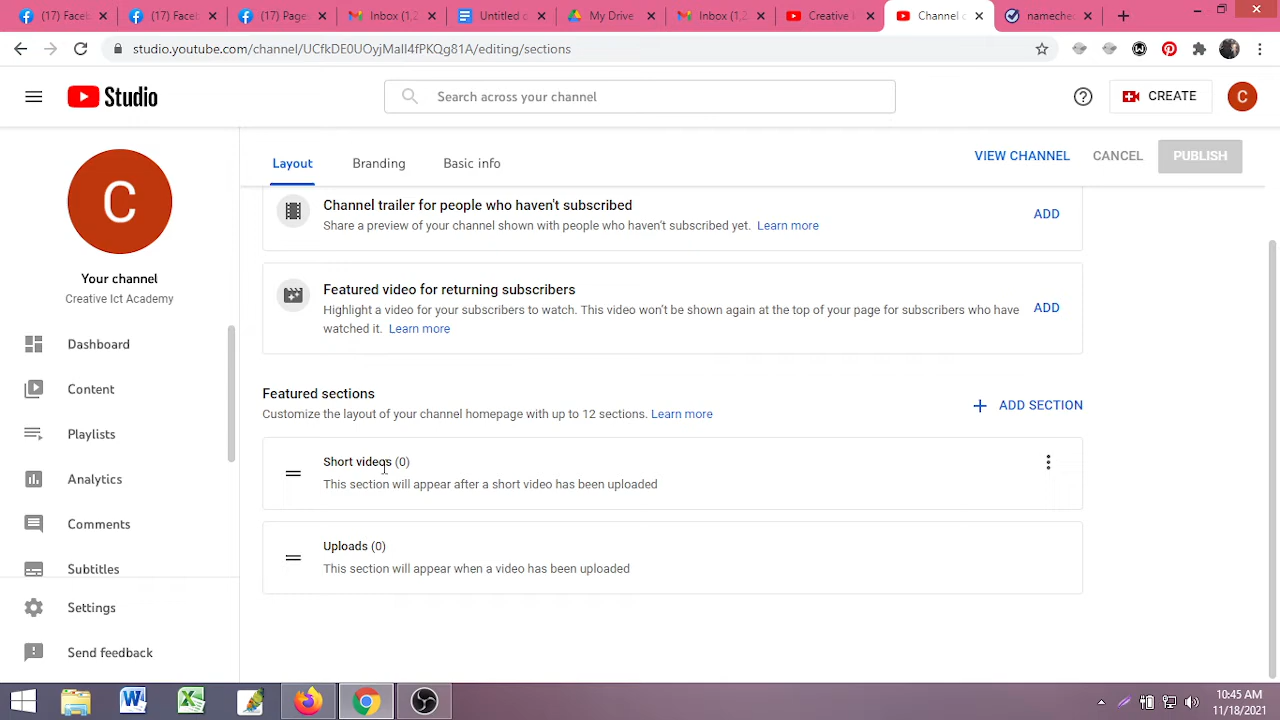 (17) Facel
(17) Facel
(17) Pages
Inbox (1,2
Untitled c
My Drive
Inbox (1,2
Creative I
Channel c
nameche
studio.youtube.com/channel/UCfkDE0UOyjMall4fPKQg81A/editing/sections
Studio
Search across your channel
CREATE
C
C
Your channel
Creative Ict Academy
Dashboard
Content
Playlists
Analytics
Comments
Subtitles
Settings
Send feedback
Layout
Branding
Basic info
VIEW CHANNEL
CANCEL
PUBLISH
Channel trailer for people who haven't subscribed
Share a preview of your channel shown with people who haven't subscribed yet. Learn more
ADD
Featured video for returning subscribers
Highlight a video for your subscribers to watch. This video won't be shown again at the top of your page for subscribers who have
watched it. Learn more
ADD
Featured sections
Customize the layout of your channel homepage with up to 12 sections. Learn more
ADD SECTION
Short videos (0)
This section will appear after a short video has been uploaded
Uploads (0)
This section will appear when a video has been uploaded
10:45 AM
11/18/2021